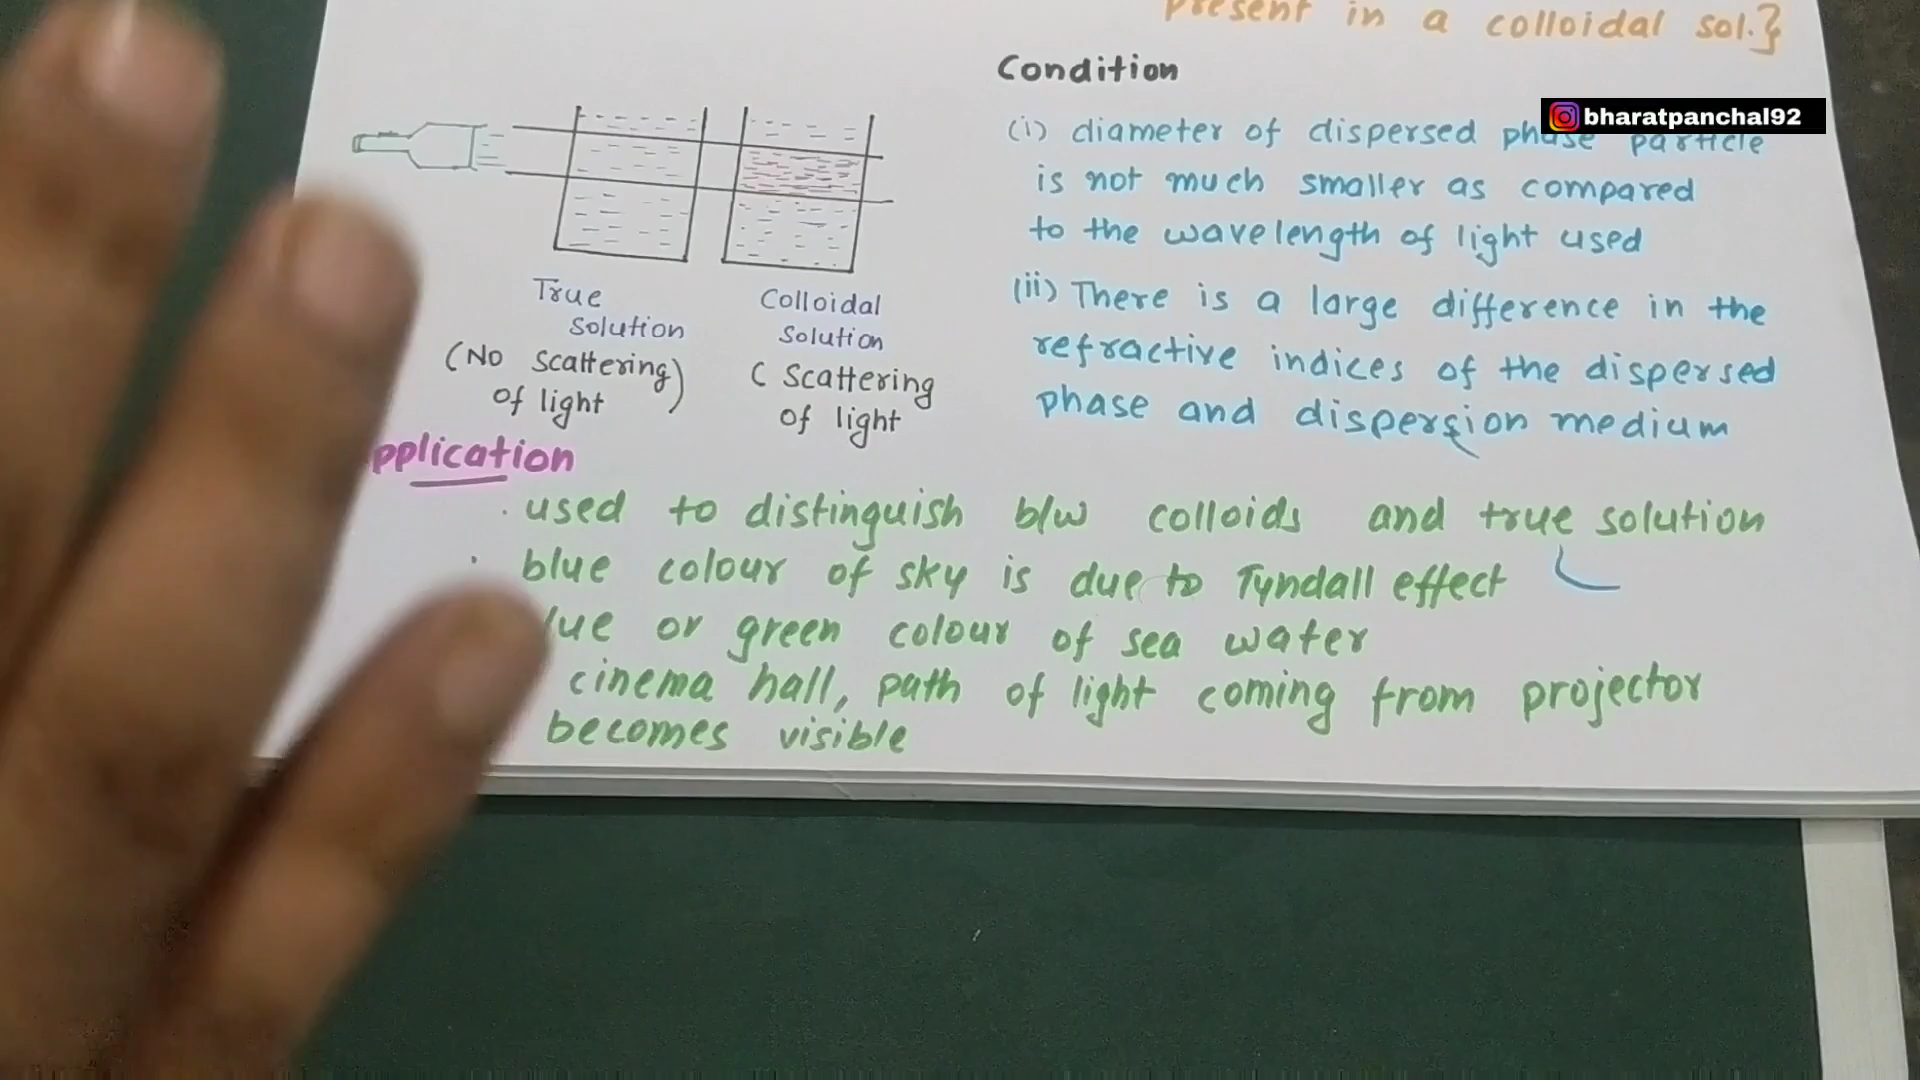 present in a colloidal sol.}
Condition
bharatpanchal92
(i) diameter of dispersed phase particle
is not much smaller as compared
to the wavelength of light used
(ii) There is a large difference in the
refractive indices of the dispersed
phase and dispersion medium
True
Solution
(No scattering)
of light
Colloidal
Solution
( Scattering
of light
pplication
· used to distinguish b/w colloids and true solution
· blue colour of sky is due to Tyndall effect
lue or green colour of sea water
cinema hall, path of light coming from projector
becomes visible